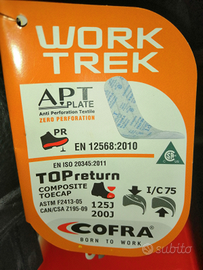 WORK
TREK
APT
PLATE
Anti Perforation Textile
ZERO PERFORATION
PR
EN 12568:2010
EN ISO 20345:2011
TOPreturn
COMPOSITE
TOECAP
125J
200J
I/C 75
ASTM F2413-05
CAN/CSA Z195-09
COFRA
BORN TO WORK
subito